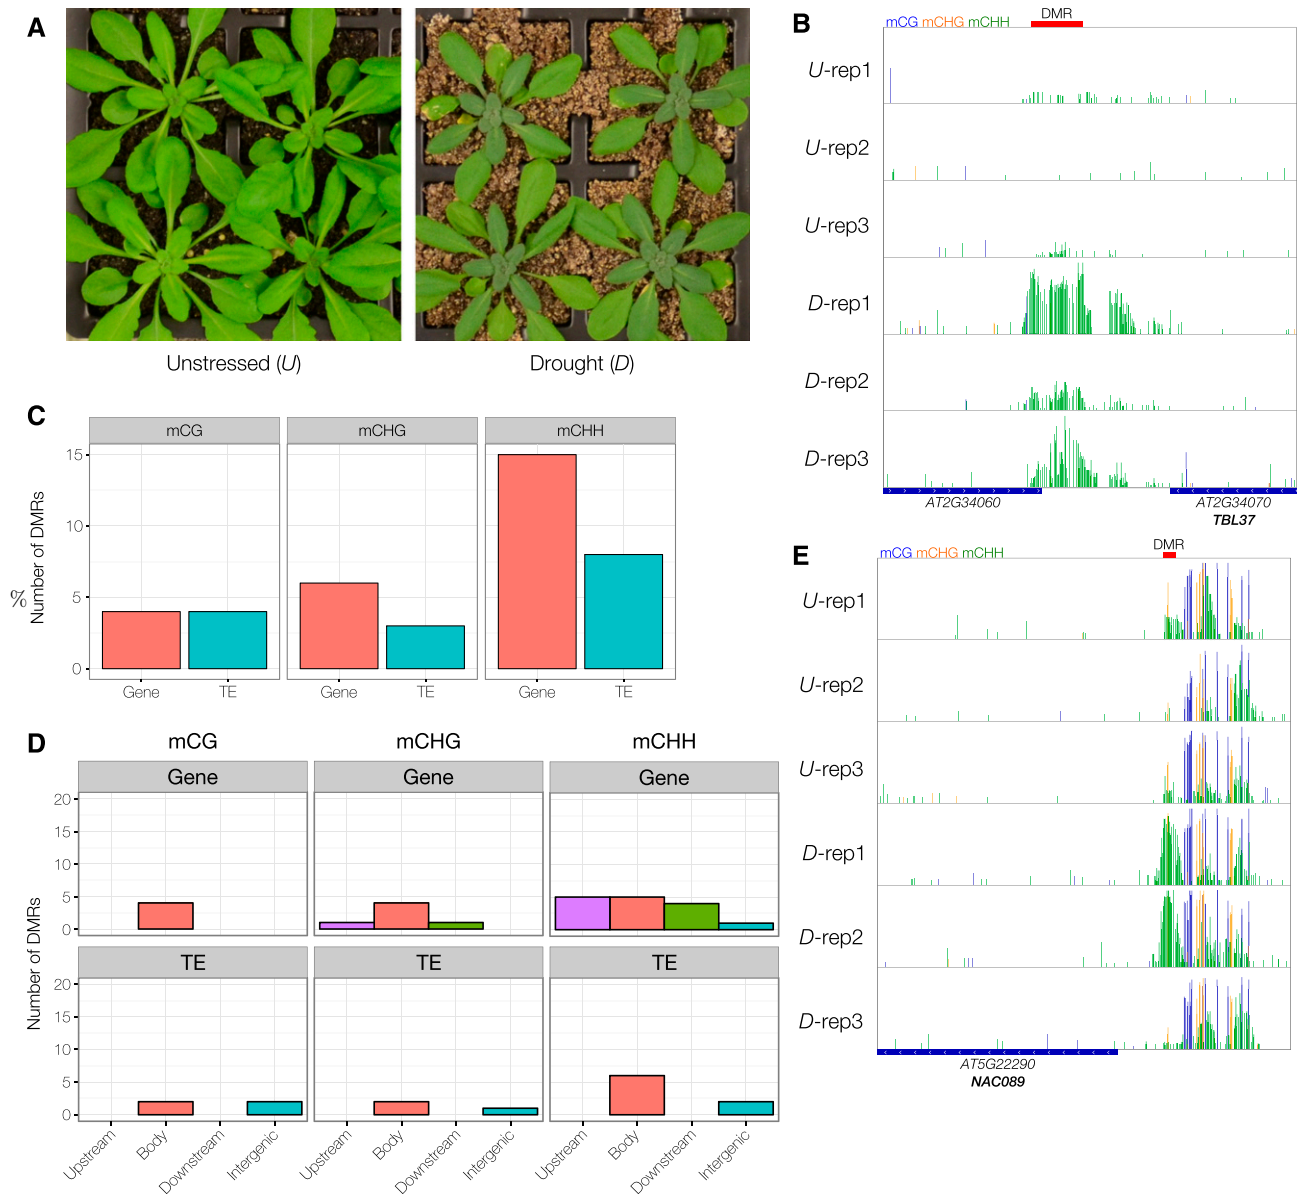 A
Unstressed (U)
Drought (D)
B
mCG mCHG mCHH
DMR
U-rep1
U-rep2
U-rep3
D-rep1
D-rep2
D-rep3
AT2G34060
AT2G34070
TBL37
C
mCG
mCHG
mCHH
% Number of DMRs
15
10
5
0
Gene
TE
Gene
TE
Gene
TE
D
mCG
mCHG
mCHH
Gene
Gene
Gene
Number of DMRs
20
15
10
5
0
TE
TE
TE
Number of DMRs
20
15
10
5
0
Upstream
Body
Downstream
Intergenic
Upstream
Body
Downstream
Intergenic
Upstream
Body
Downstream
Intergenic
E
mCG mCHG mCHH
DMR
U-rep1
U-rep2
U-rep3
D-rep1
D-rep2
D-rep3
AT5G22290
NAC089